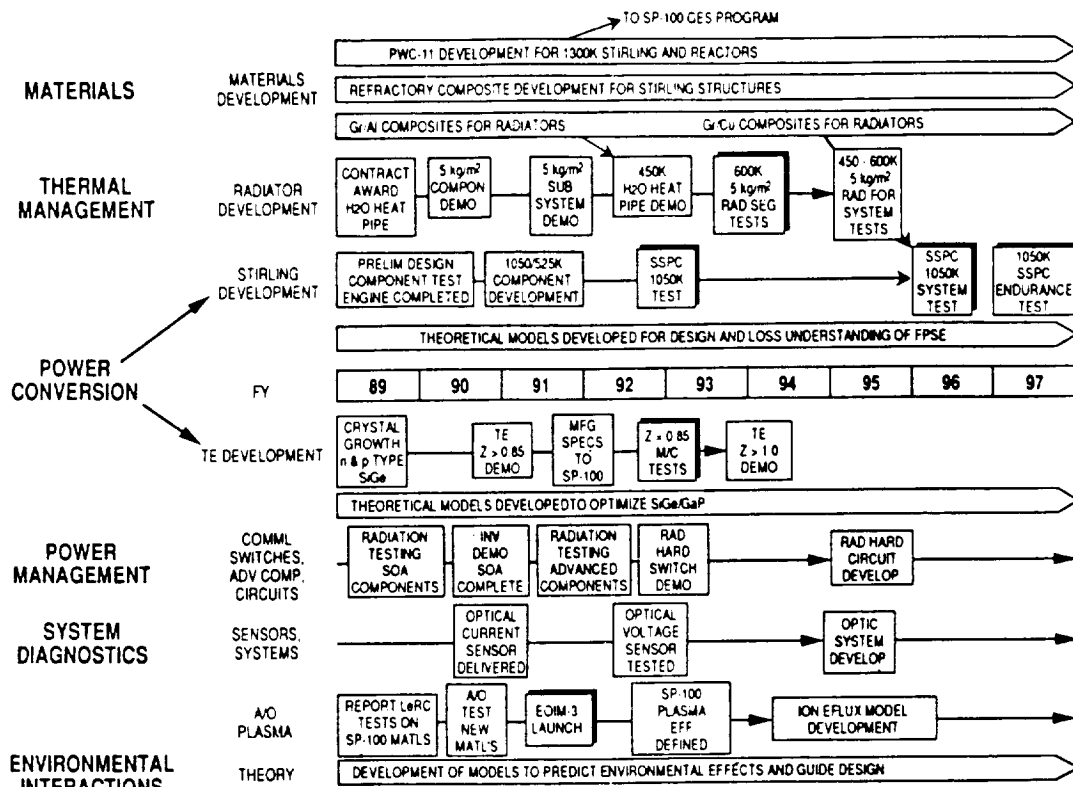 TO SP-100 GES PROGRAM
PWC-11 DEVELOPMENT FOR 1300K STIRLING AND REACTORS
MATERIALS
MATERIALS
DEVELOPMENT
REFRACTORY COMPOSITE DEVELOPMENT FOR STIRLING STRUCTURES
Gr/Al COMPOSITES FOR RADIATORS
Gr/Cu COMPOSITES FOR RADIATORS
THERMAL
MANAGEMENT
RADIATOR
DEVELOPMENT
CONTRACT
AWARD
H2O HEAT
PIPE
5 kg/m²
COMPON
DEMO
5 kg/m²
SUB
SYSTEM
DEMO
450K
H2O HEAT
PIPE DEMO
600K
5 kg/m²
RAD SEG
TESTS
450 - 600K
5 kg/m²
RAD FOR
SYSTEM
TESTS
STIRLING
DEVELOPMENT
PRELIM DESIGN
COMPONENT TEST
ENGINE COMPLETED
1050/525K
COMPONENT
DEVELOPMENT
SSPC
1050K
TEST
SSPC
1050K
SYSTEM
TEST
1050K
SSPC
ENDURANCE
TEST
THEORETICAL MODELS DEVELOPED FOR DESIGN AND LOSS UNDERSTANDING OF FPSE
POWER
CONVERSION
FY
89 90 91 92 93 94 95 96 97
TE DEVELOPMENT
CRYSTAL
GROWTH
n & p TYPE
SiGe
TE
Z > 0.85
DEMO
MFG
SPECS
TO
SP-100
Z = 0.85
M/C
TESTS
TE
Z > 1.0
DEMO
THEORETICAL MODELS DEVELOPEDTO OPTIMIZE SiGe/GaP
POWER
MANAGEMENT
COMML
SWITCHES,
ADV COMP,
CIRCUITS
RADIATION
TESTING
SOA
COMPONENTS
INV
DEMO
SOA
COMPLETE
RADIATION
TESTING
ADVANCED
COMPONENTS
RAD
HARD
SWITCH
DEMO
RAD HARD
CIRCUIT
DEVELOP
SYSTEM
DIAGNOSTICS
SENSORS,
SYSTEMS
OPTICAL
CURRENT
SENSOR
DELIVERED
OPTICAL
VOLTAGE
SENSOR
TESTED
OPTIC
SYSTEM
DEVELOP
A/O
PLASMA
REPORT LeRC
TESTS ON
SP-100 MATLS
A/O
TEST
NEW
MATL'S
EOIM-3
LAUNCH
SP-100
PLASMA
EFF
DEFINED
ION EFLUX MODEL
DEVELOPMENT
ENVIRONMENTAL
INTERACTIONS
THEORY
DEVELOPMENT OF MODELS TO PREDICT ENVIRONMENTAL EFFECTS AND GUIDE DESIGN